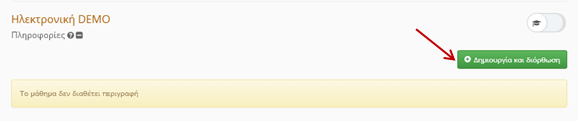 Ηλεκτρονική DEMO
Πληροφορίες
Δημιουργία και διόρθωση
Το μάθημα δεν διαθέτει περιγραφή